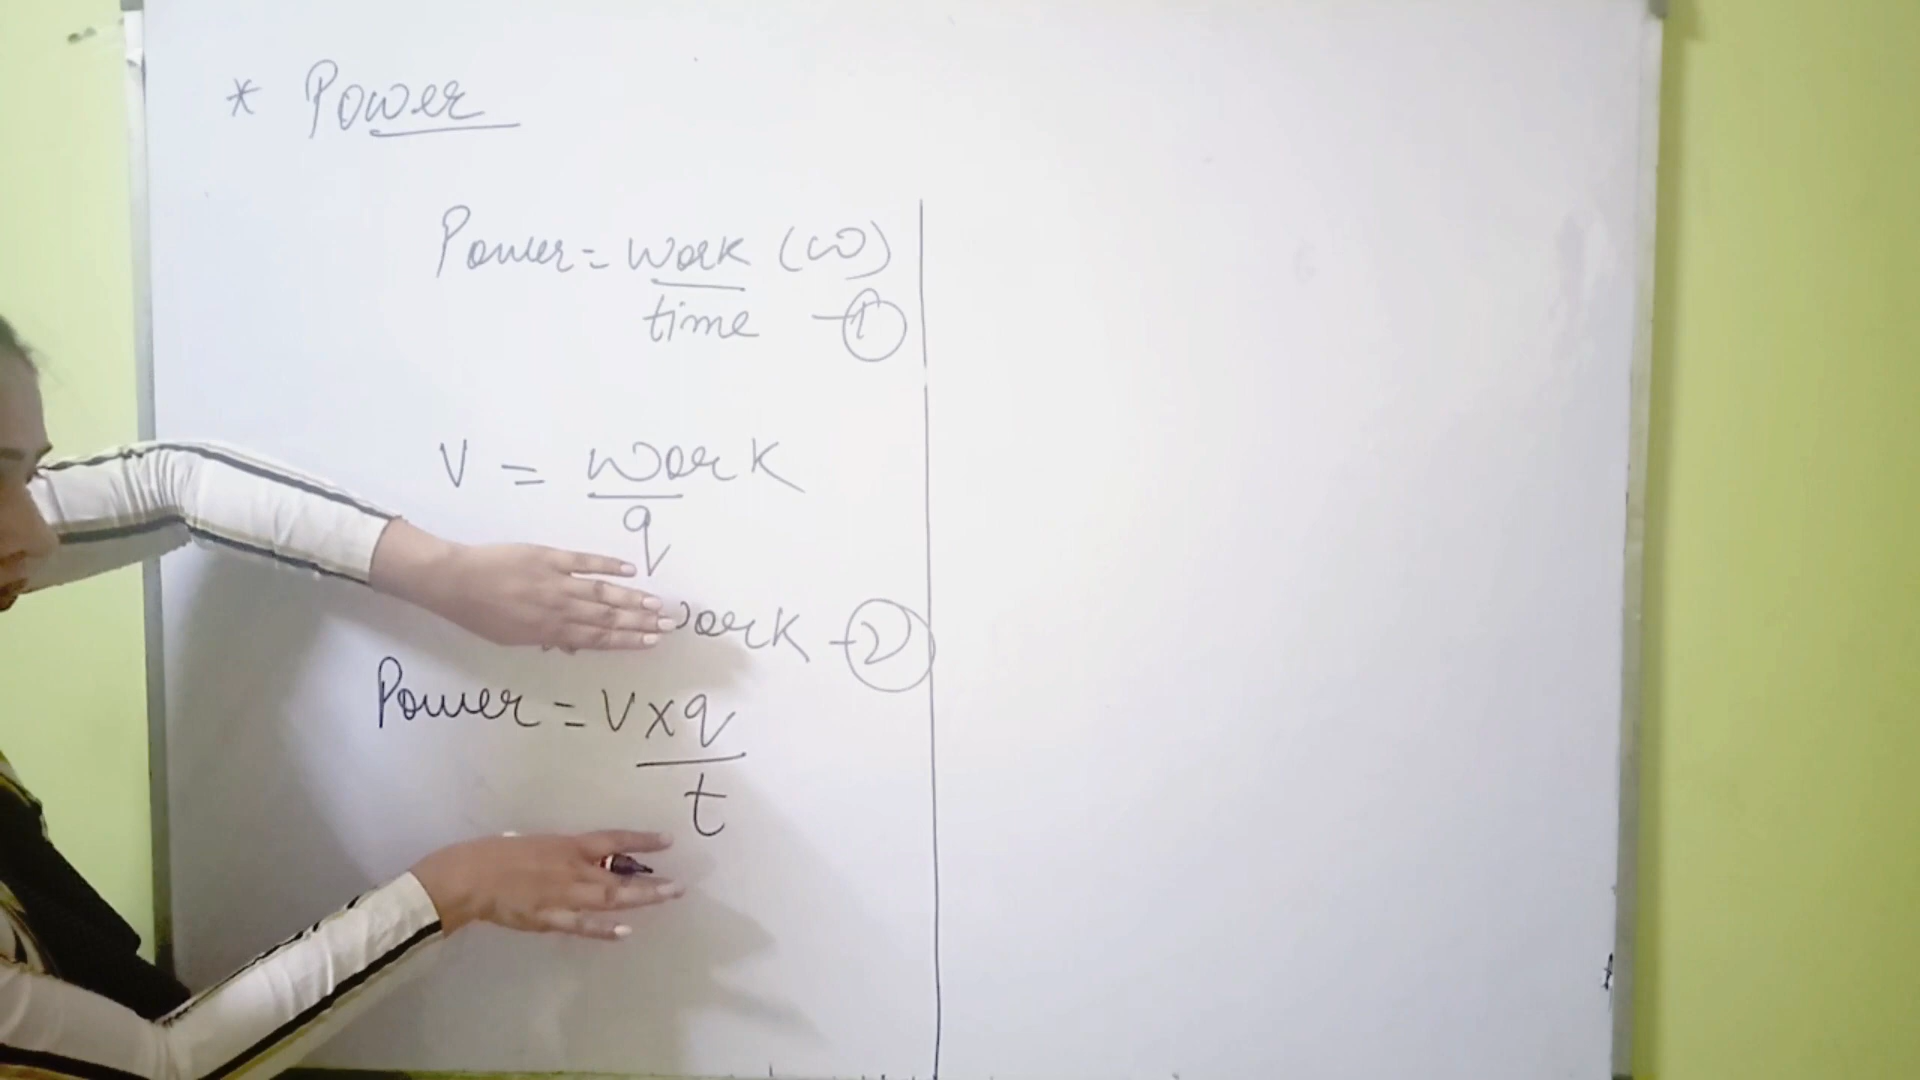 * Power
Power = work (w)
time - 1
V = work
q
work - 2
Power = V x q
t